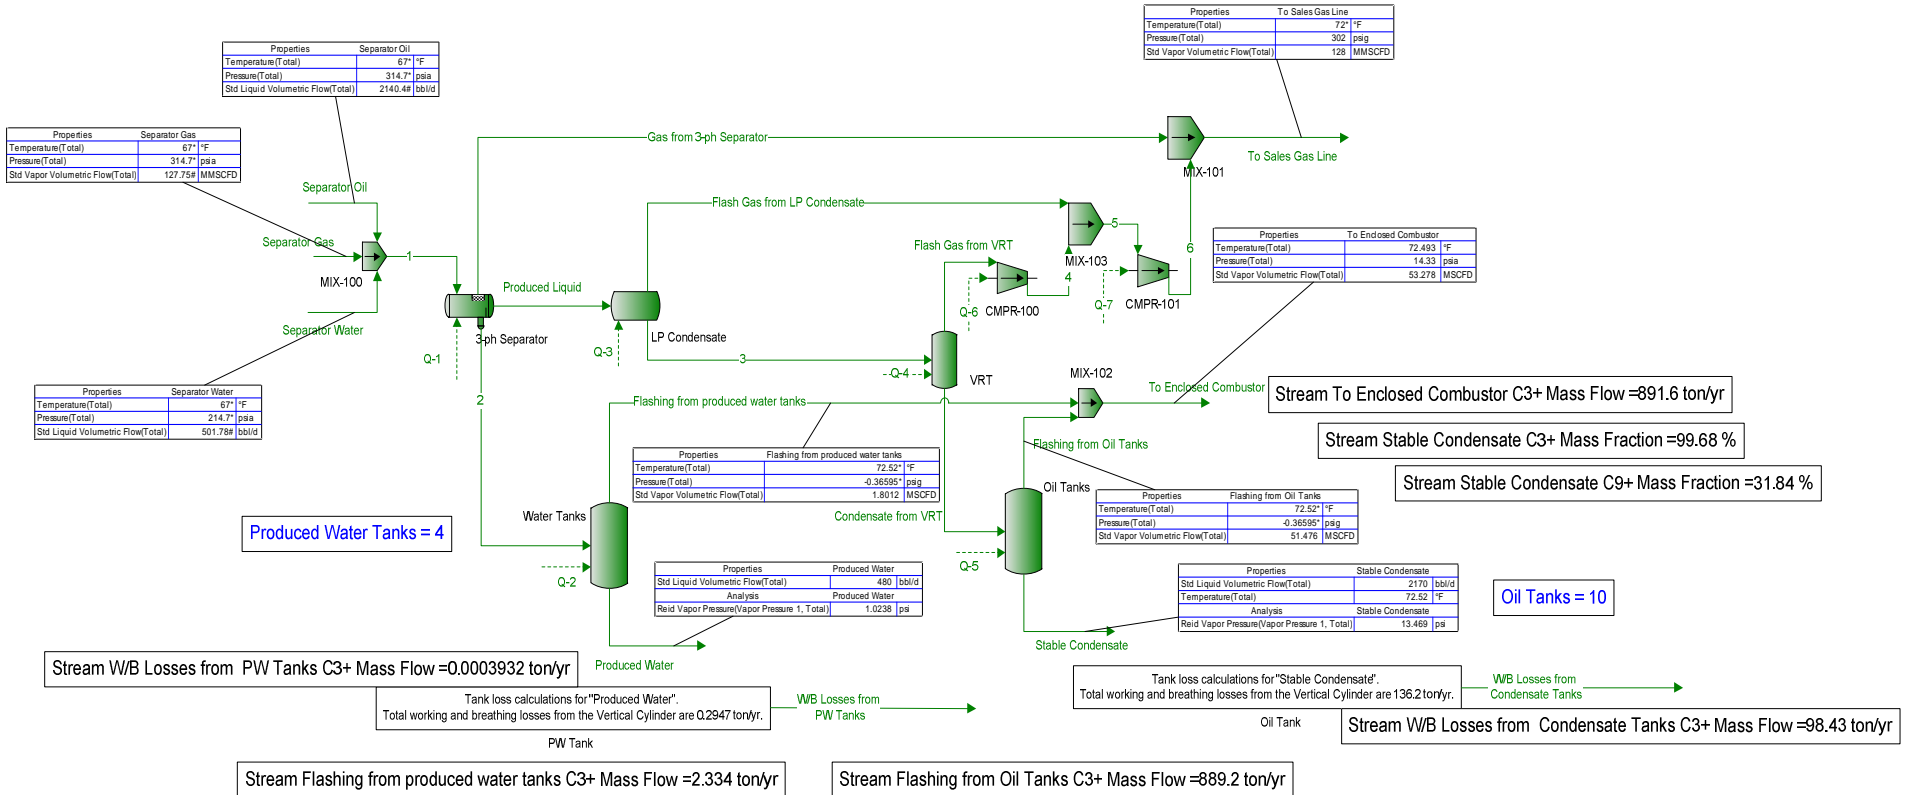 Properties To Sales Gas Line
Temperature(Total) 72* °F
Pressure(Total) 302 psig
Std Vapor Volumetric Flow(Total) 128 MMSCFD
Properties Separator Oil
Temperature(Total) 67* °F
Pressure(Total) 314.7* psia
Std Liquid Volumetric Flow(Total) 2140.4# bbl/d
Properties Separator Gas
Temperature(Total) 67* °F
Pressure(Total) 314.7* psia
Std Vapor Volumetric Flow(Total) 127.75# MMSCFD
Gas from 3-ph Separator
To Sales Gas Line
MIX-101
Separator Oil
Flash Gas from LP Condensate
5
Separator Gas
1
MIX-100
Flash Gas from VRT
MIX-103
4
6
Properties To Enclosed Combustor
Temperature(Total) 72.493 °F
Pressure(Total) 14.33 psia
Std Vapor Volumetric Flow(Total) 53.278 MSCFD
Produced Liquid
Q-6
CMPR-100
Q-7
CMPR-101
Separator Water
3-ph Separator
LP Condensate
Q-1
Q-3
3
Q-4
VRT
MIX-102
To Enclosed Combustor
Stream To Enclosed Combustor C3+ Mass Flow =891.6 ton/yr
Properties Separator Water
Temperature(Total) 67* °F
Pressure(Total) 214.7* psia
Std Liquid Volumetric Flow(Total) 501.78# bbl/d
2
Flashing from produced water tanks
Stream Stable Condensate C3+ Mass Fraction =99.68 %
Flashing from Oil Tanks
Properties Flashing from produced water tanks
Temperature(Total) 72.52* °F
Pressure(Total) -0.36595* psig
Std Vapor Volumetric Flow(Total) 1.8012 MSCFD
Stream Stable Condensate C9+ Mass Fraction =31.84 %
Oil Tanks
Properties Flashing from Oil Tanks
Temperature(Total) 72.52* °F
Pressure(Total) -0.36595* psig
Std Vapor Volumetric Flow(Total) 51.476 MSCFD
Water Tanks
Condensate from VRT
Produced Water Tanks = 4
Q-2
Q-5
Properties Produced Water
Std Liquid Volumetric Flow(Total) 480 bbl/d
Analysis Produced Water
Reid Vapor Pressure(Vapor Pressure 1, Total) 1.0238 psi
Properties Stable Condensate
Std Liquid Volumetric Flow(Total) 2170 bbl/d
Temperature(Total) 72.52 °F
Analysis Stable Condensate
Reid Vapor Pressure(Vapor Pressure 1, Total) 13.469 psi
Oil Tanks = 10
Stable Condensate
Produced Water
Stream W/B Losses from PW Tanks C3+ Mass Flow =0.0003932 ton/yr
Tank loss calculations for "Produced Water".
Total working and breathing losses from the Vertical Cylinder are 0.2947 ton/yr.
PW Tank
W/B Losses from
PW Tanks
Tank loss calculations for "Stable Condensate".
Total working and breathing losses from the Vertical Cylinder are 136.2 ton/yr.
Oil Tank
W/B Losses from
Condensate Tanks
Stream W/B Losses from Condensate Tanks C3+ Mass Flow =98.43 ton/yr
Stream Flashing from produced water tanks C3+ Mass Flow =2.334 ton/yr
Stream Flashing from Oil Tanks C3+ Mass Flow =889.2 ton/yr